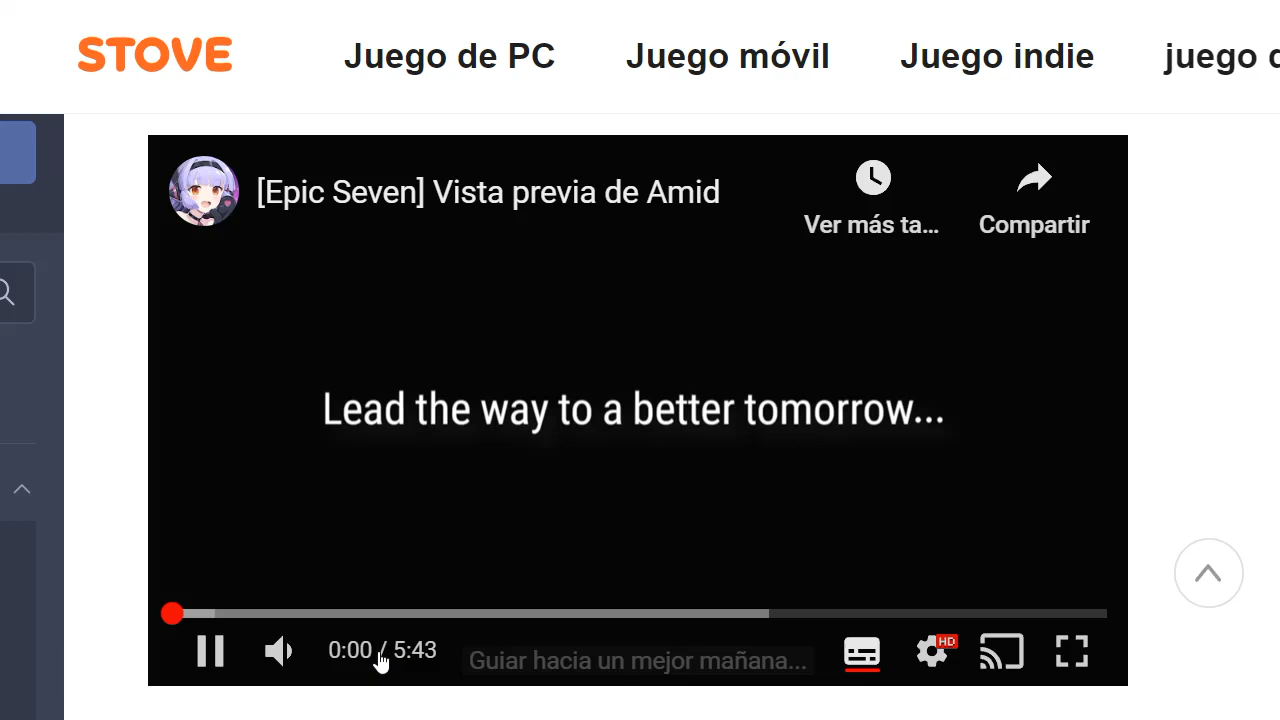 STOVE
Juego de PC
Juego móvil
Juego indie
juego
[Epic Seven] Vista previa de Amid
Ver más ta...
Compartir
Lead the way to a better tomorrow...
0:00 / 5:43
Guiar hacia un mejor mañana...
HD